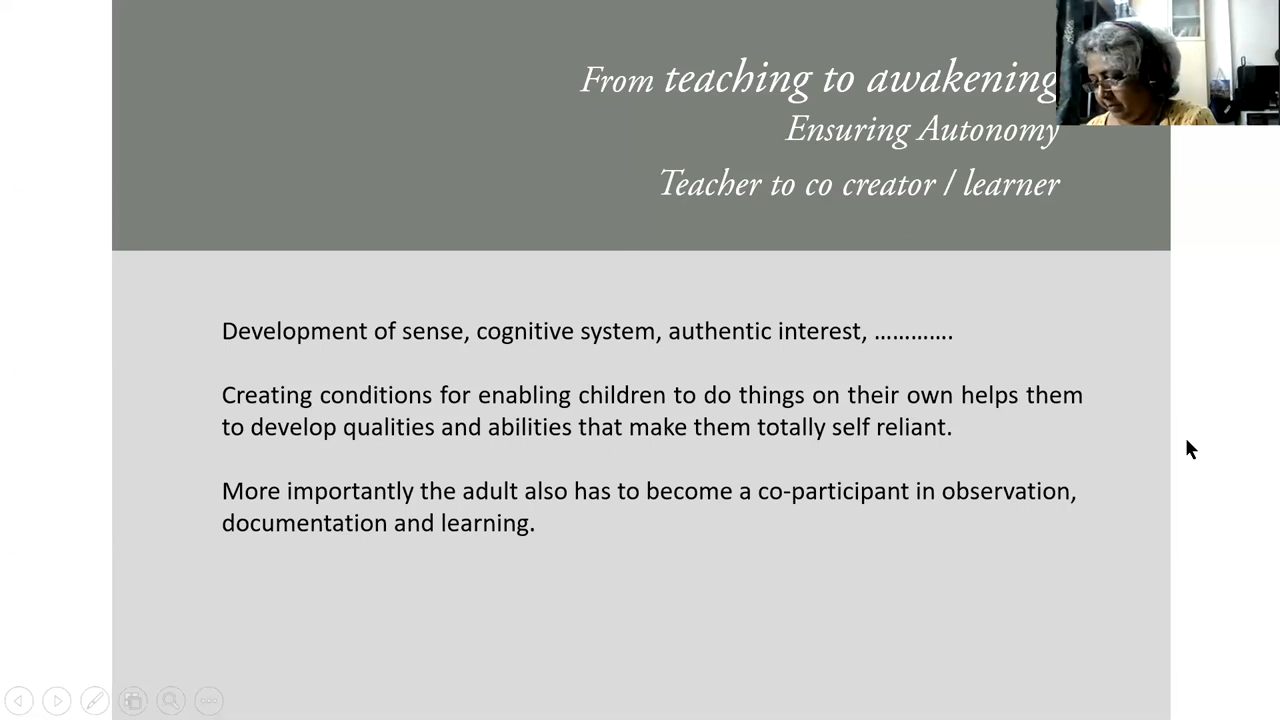 From teaching to awakening
Ensuring Autonomy
Teacher to co creator / learner
Development of sense, cognitive system, authentic interest, ………….
Creating conditions for enabling children to do things on their own helps them
to develop qualities and abilities that make them totally self reliant.
More importantly the adult also has to become a co-participant in observation,
documentation and learning.